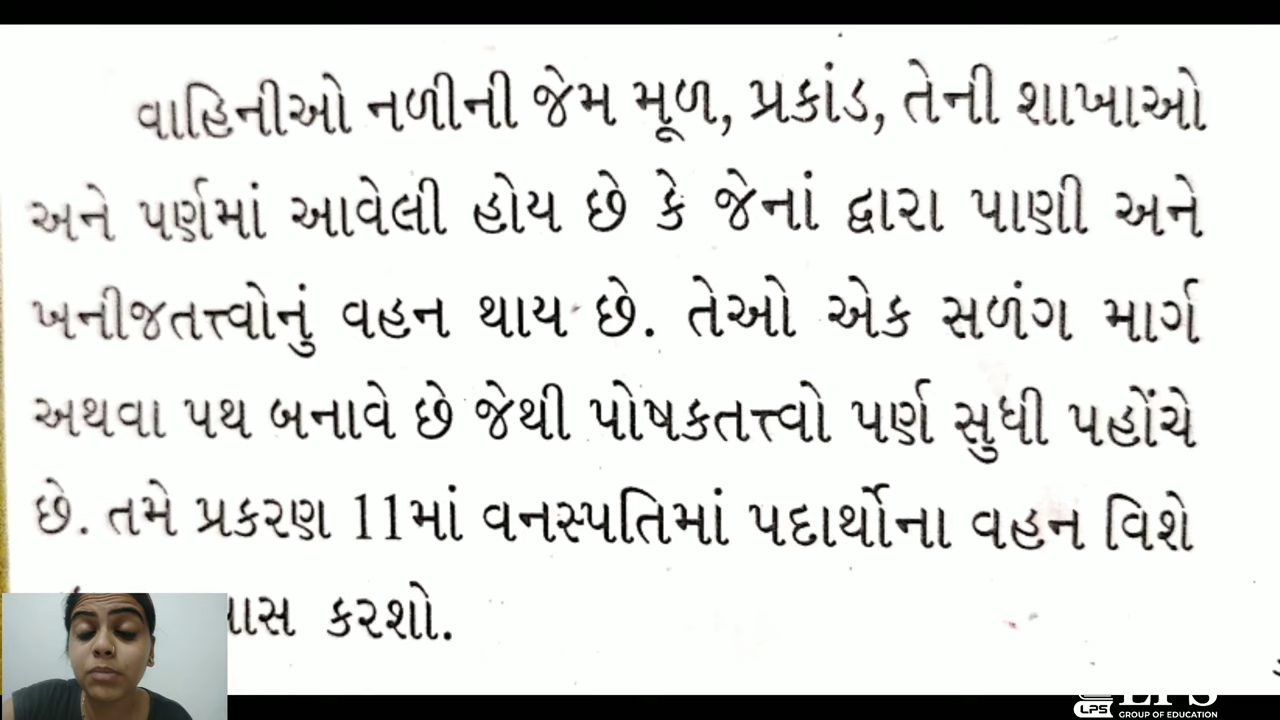 વાહિનીઓ નળીની જેમ મૂળ, પ્રકાંડ, તેની શાખાઓ
અને પર્ણમાં આવેલી હોય છે કે જેનાં દ્વારા પાણી અને
ખનીજતત્ત્વોનું વહન થાય છે. તેઓ એક સળંગ માર્ગ
અથવા પથ બનાવે છે જેથી પોષકતત્ત્વો પર્ણ સુધી પહોંચે
છે. તમે પ્રકરણ 11માં વનસ્પતિમાં પદાર્થોના વહન વિશે
કરશો.
LPS
GROUP OF EDUCATION